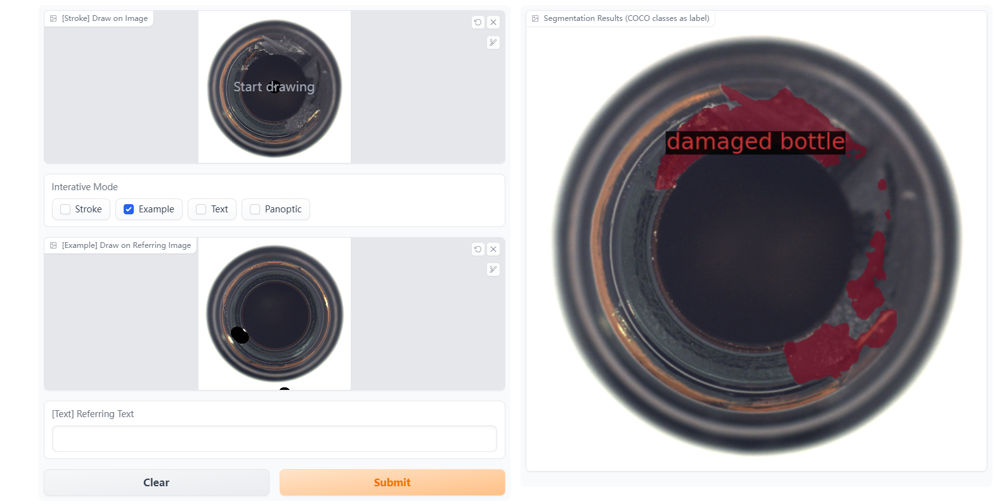 [Stroke] Draw on Image
Start drawing
Interative Mode
Stroke
Example
Text
Panoptic
[Example] Draw on Referring Image
[Text] Referring Text
Clear
Submit
Segmentation Results (COCO classes as label)
damaged bottle